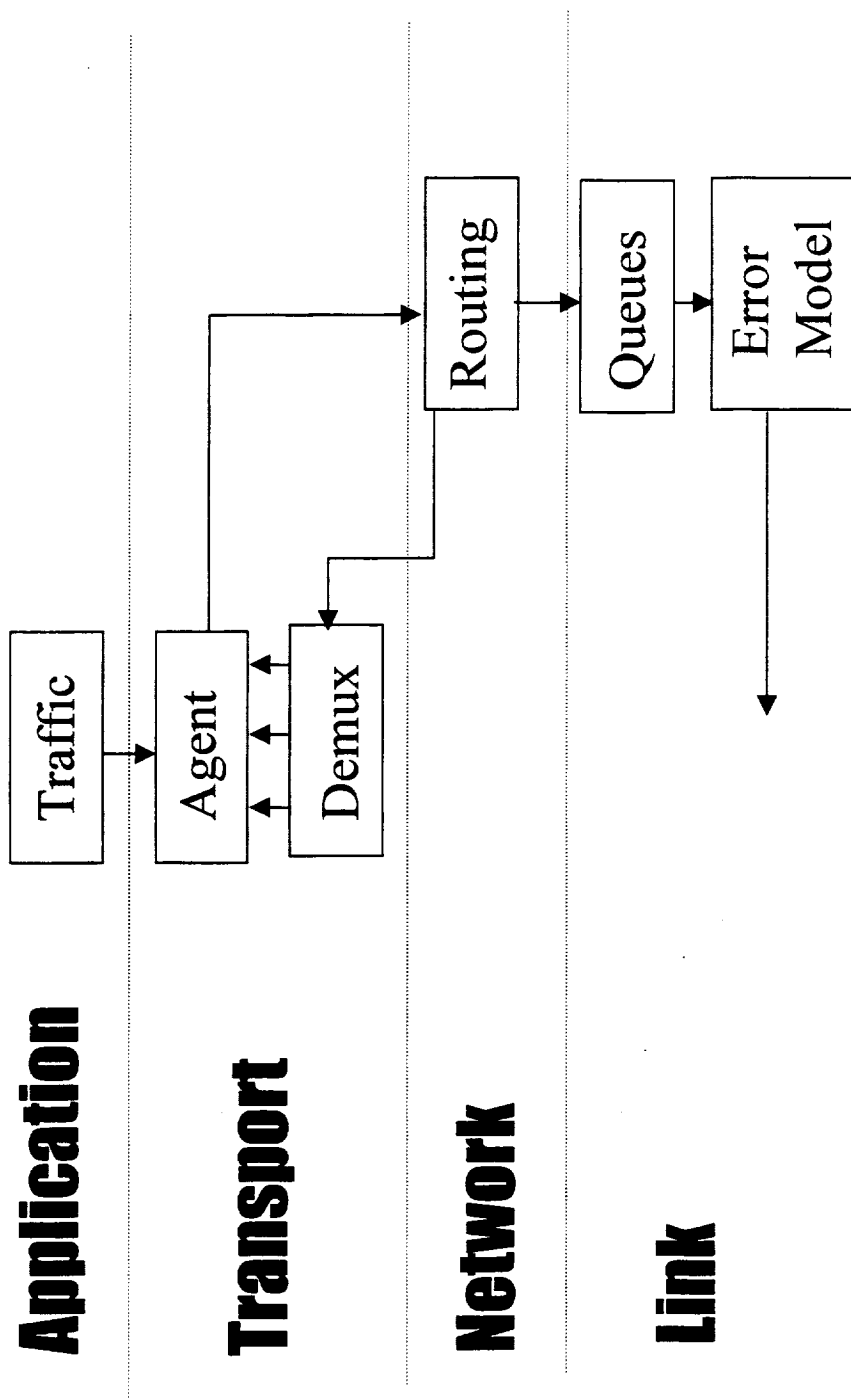 Application
Traffic
Transport
Agent
Demux
Network
Routing
Link
Queues
Error
Model